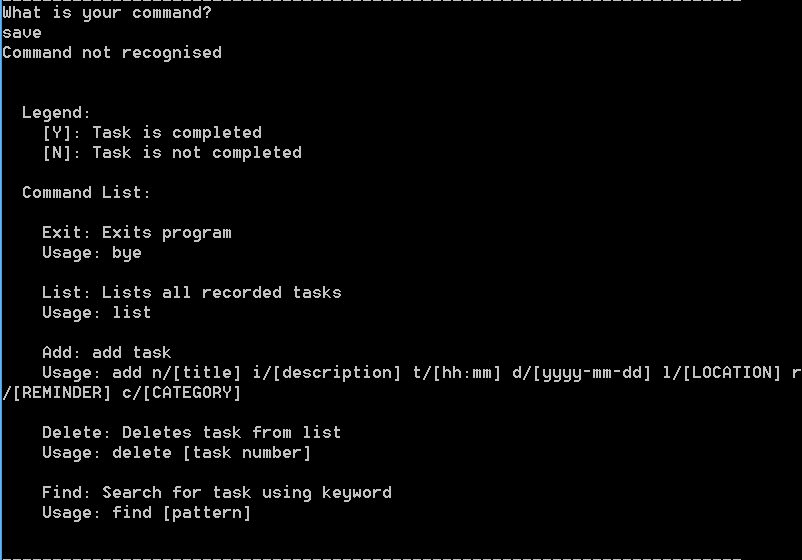 What is your command?
save
Command not recognised
Legend:
[Y]: Task is completed
[N]: Task is not completed
Command List:
Exit: Exits program
Usage: bye
List: Lists all recorded tasks
Usage: list
Add: add task
Usage: add n/[title] i/[description] t/[hh:mm] d/[yyyy-mm-dd] l/[LOCATION] r
/[REMINDER] c/[CATEGORY]
Delete: Deletes task from list
Usage: delete [task number]
Find: Search for task using keyword
Usage: find [pattern]